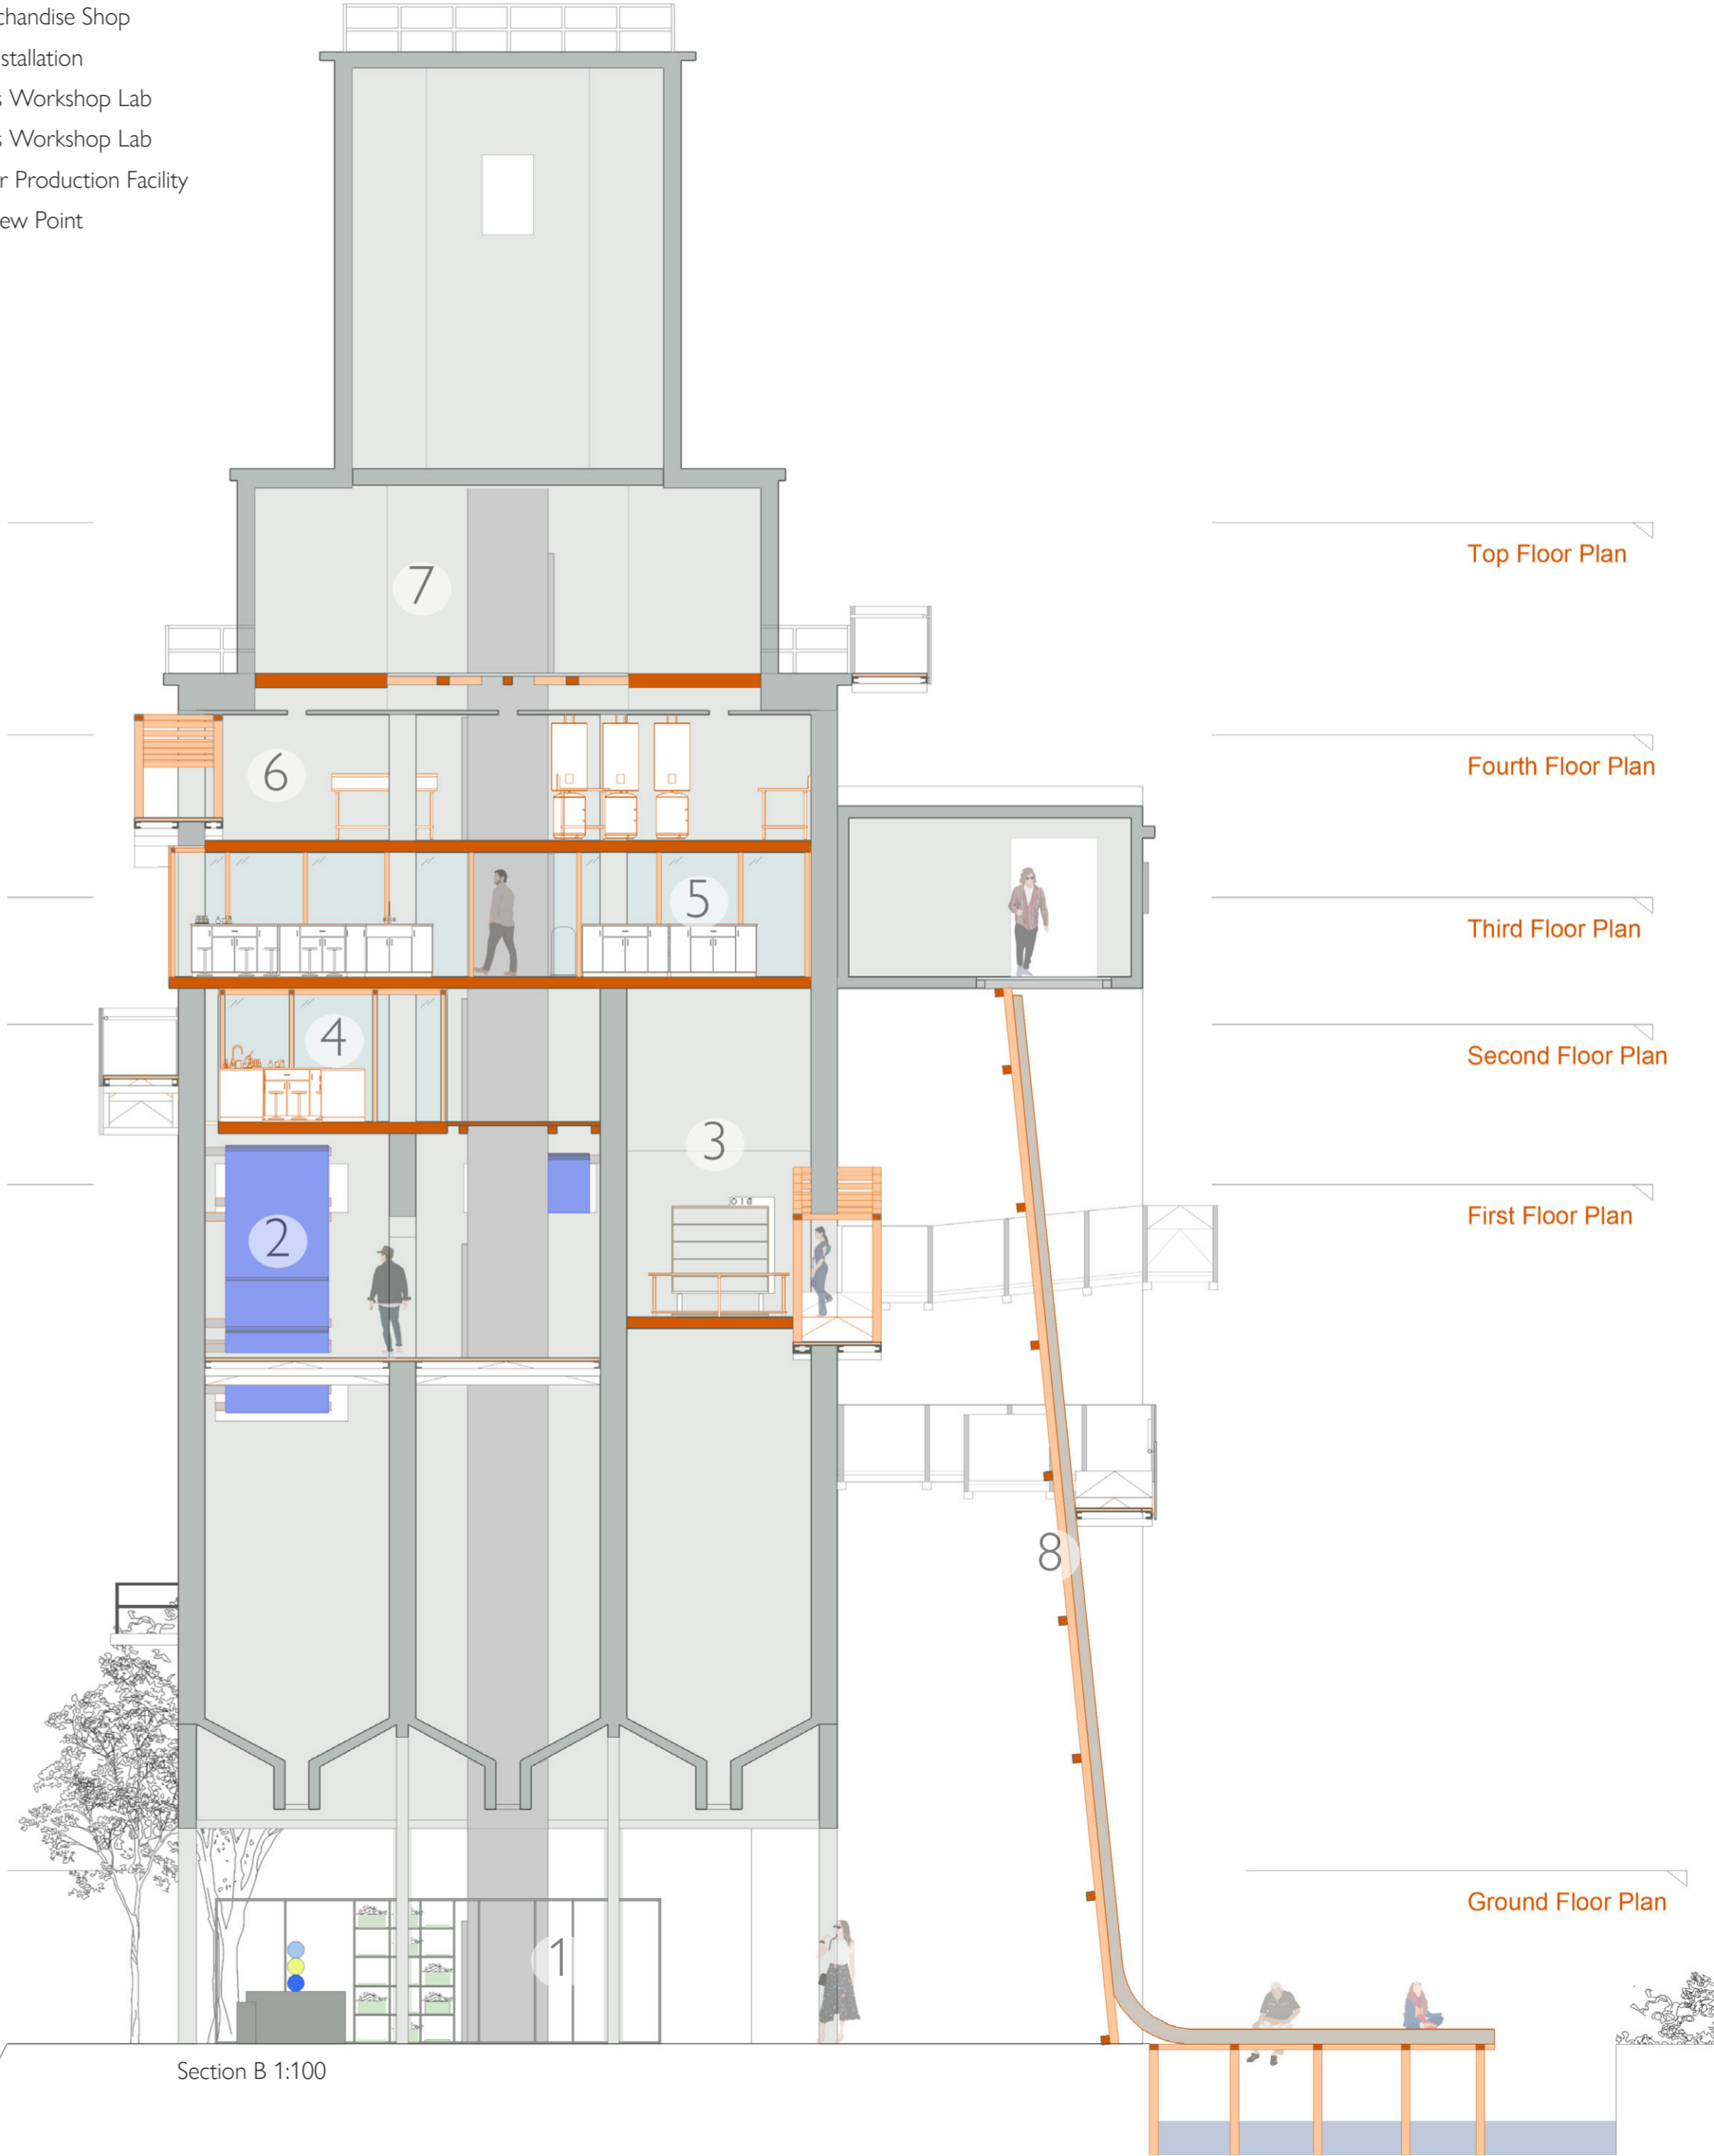 chandise Shop
stallation
s Workshop Lab
s Workshop Lab
r Production Facility
ew Point
7
Top Floor Plan
6
Fourth Floor Plan
5
Third Floor Plan
4
Second Floor Plan
3
2
First Floor Plan
8
1
Ground Floor Plan
Section B 1:100